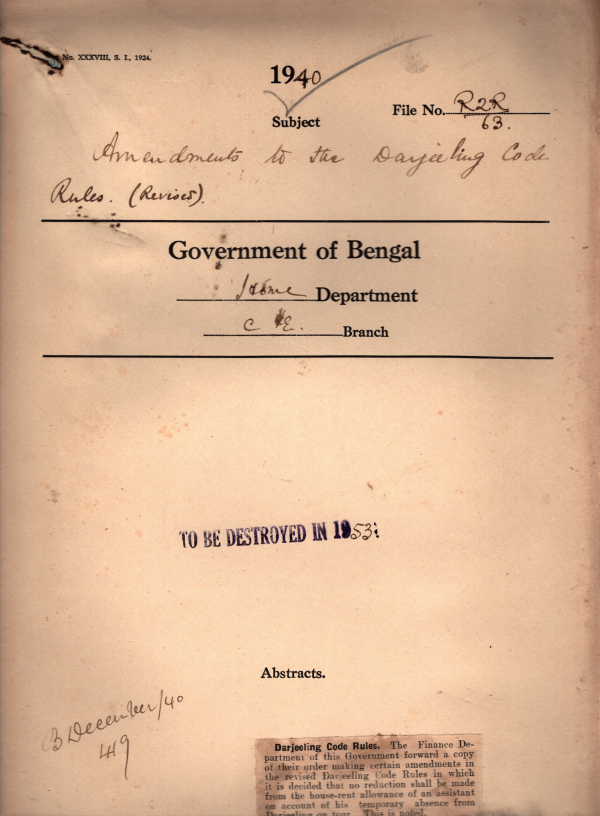 No. XXXVIII, S. I., 1924.
1940
File No. R2R
63.
Subject
Amendments to the Darjeeling Code
Rules. (Revised).
Government of Bengal
Home Department
C E. Branch
TO BE DESTROYED IN 1953.
Abstracts.
B December/40
449
Darjeeling Code Rules. The Finance De-
partment of this Government forward a copy
of their order making certain amendments in
the revised Darjeeling Code Rules in which
it is decided that no reduction shall be made
from the house-rent allowance of an assistant
on account of his temporary absence from
Darjeeling on tour. This is noted.